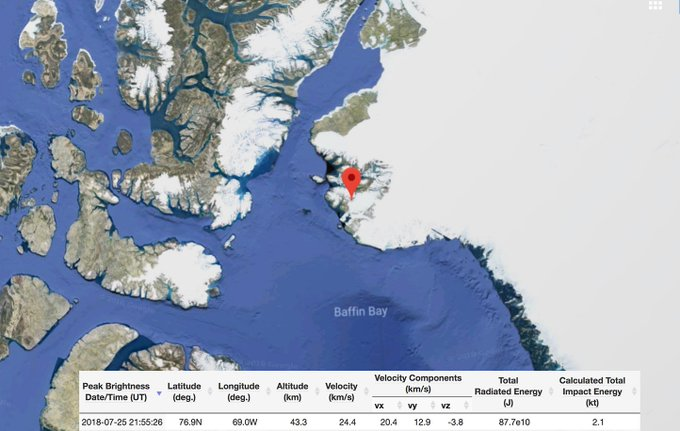 Baffin Bay
Peak Brightness Date/Time (UT) Latitude (deg.) Longitude (deg.) Altitude (km) Velocity (km/s) Velocity Components (km/s) Total Radiated Energy (J) Calculated Total Impact Energy (kt)
vx vy vz
2018-07-25 21:55:26 76.9N 69.0W 43.3 24.4 20.4 12.9 -3.8 87.7e10 2.1